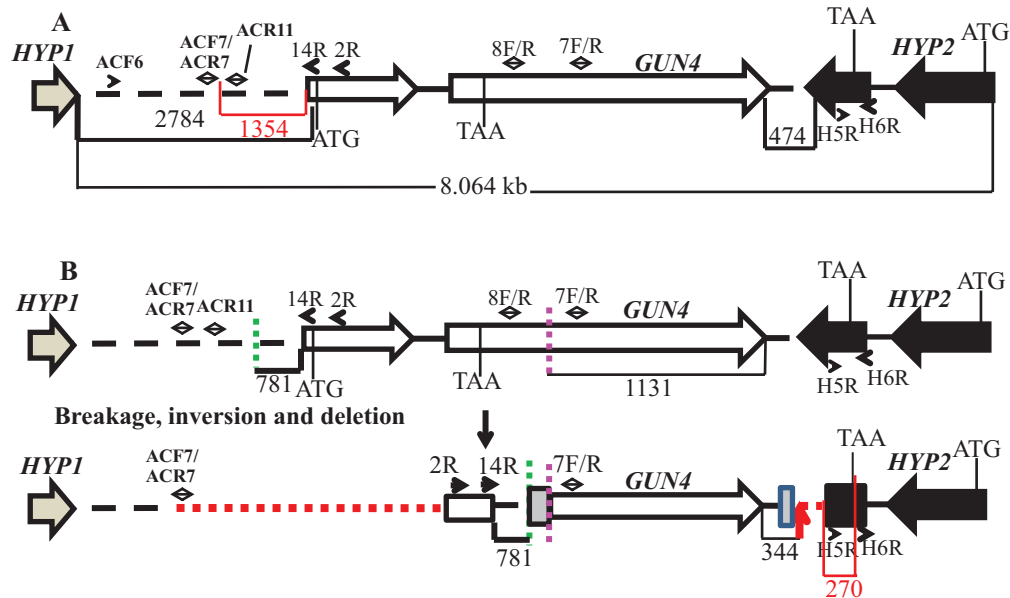 A
HYP1
ACF6
ACF7/
ACR7
ACR11
14R 2R
8F/R 7F/R
GUN4
TAA
HYP2
ATG
2784
1354
ATG
TAA
474
H5R
H6R
8.064 kb
B
HYP1
ACF7/
ACR7
ACR11
14R 2R
8F/R 7F/R
GUN4
TAA
HYP2
ATG
781
ATG
TAA
1131
H5R
H6R
Breakage, inversion and deletion
HYP1
ACF7/
ACR7
2R 14R
7F/R
GUN4
TAA
HYP2
ATG
781
344
H5R
H6R
270